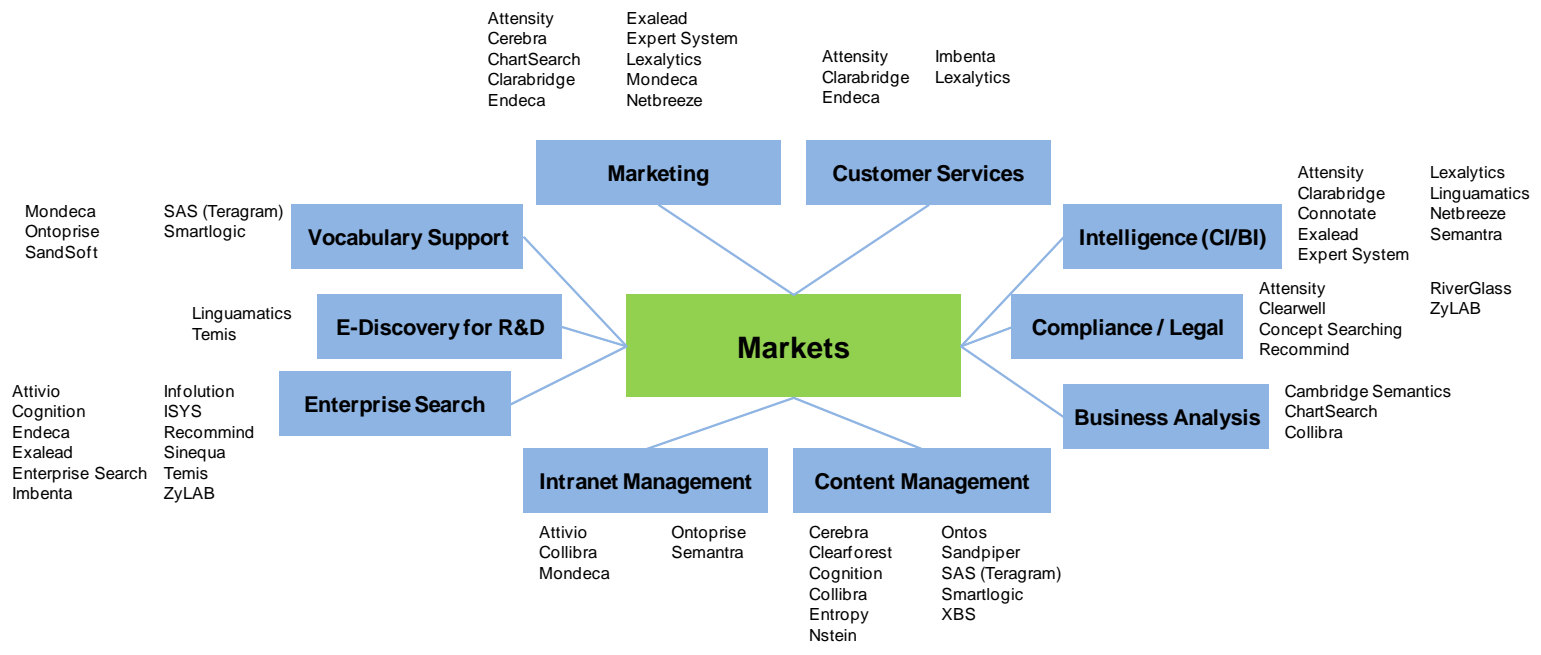 Attensity
Cerebra
ChartSearch
Clarabridge
Endeca
Exalead
Expert System
Lexalytics
Mondeca
Netbreeze
Marketing
Attensity
Clarabridge
Endeca
Imbenta
Lexalytics
Customer Services
Mondeca
Ontoprise
SandSoft
SAS (Teragram)
Smartlogic
Vocabulary Support
Intelligence (CI/BI)
Attensity
Clarabridge
Connotate
Exalead
Expert System
Lexalytics
Linguamatics
Netbreeze
Semantra
Linguamatics
Temis
E-Discovery for R&D
Markets
Compliance / Legal
Attensity
Clearwell
Concept Searching
Recommind
RiverGlass
ZyLAB
Attivio
Cognition
Endeca
Exalead
Enterprise Search
Imbenta
Infolution
ISYS
Recommind
Sinequa
Temis
ZyLAB
Enterprise Search
Business Analysis
Cambridge Semantics
ChartSearch
Collibra
Intranet Management
Attivio
Collibra
Mondeca
Ontoprise
Semantra
Content Management
Cerebra
Clearforest
Cognition
Collibra
Entropy
Nstein
Ontos
Sandpiper
SAS (Teragram)
Smartlogic
XBS